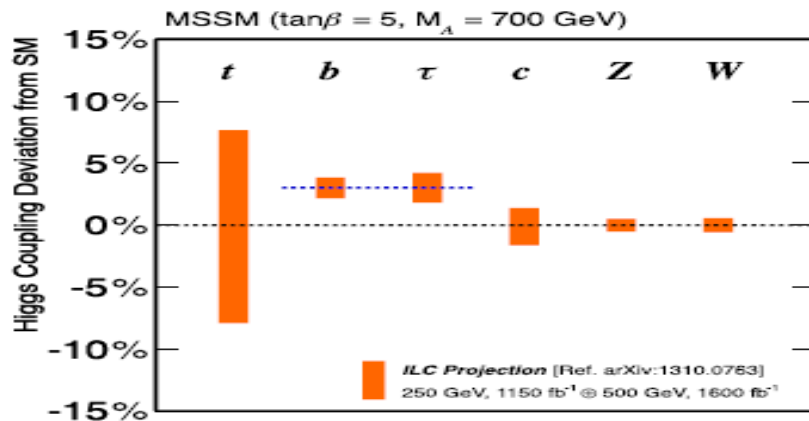 MSSM (tanβ = 5, M_A = 700 GeV)
Higgs Coupling Deviation from SM
15%
10%
5%
0%
-5%
-10%
-15%
t b τ c Z W
ILC Projection [Ref. arXiv:1310.0763]
250 GeV, 1150 fb⁻¹ ⊕ 500 GeV, 1600 fb⁻¹